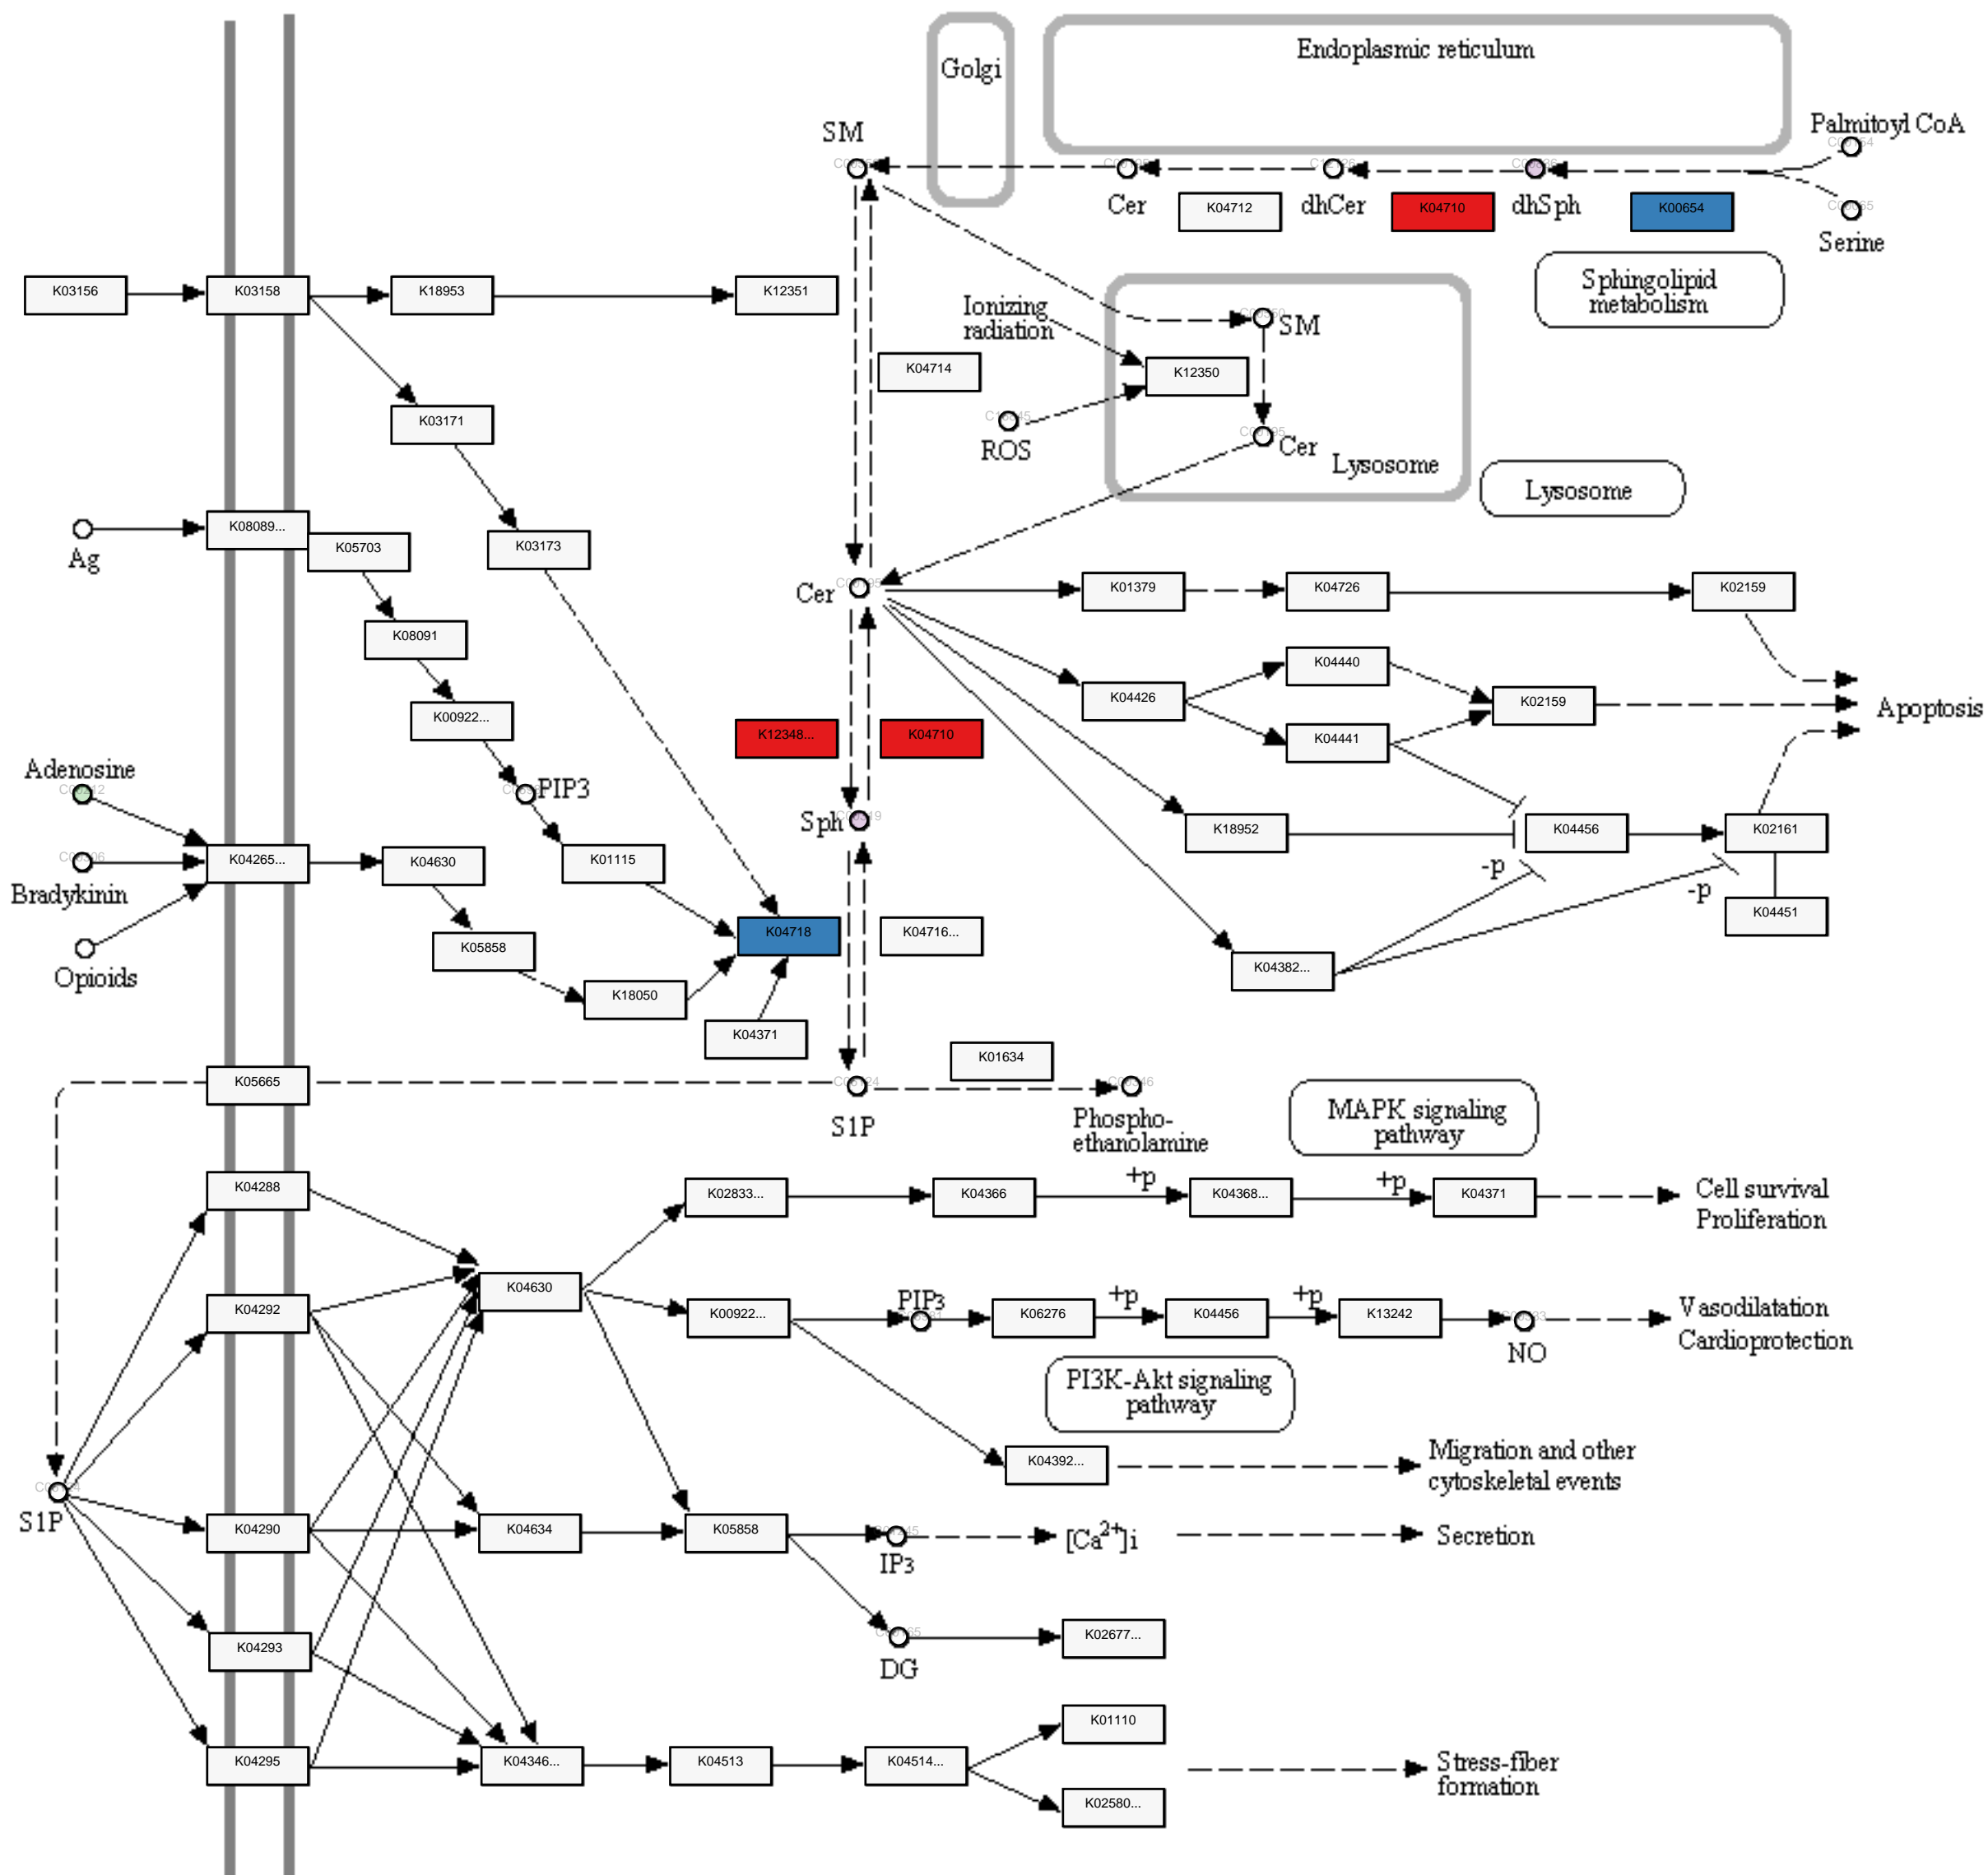 Golgi
Endoplasmic reticulum
SM
Palmitoyl CoA
Cer
K04712
dhCer
K04710
dhSph
K00654
Serine
Sphingolipid
metabolism
K03156
K03158
K18953
K12351
Ionizing
radiation
SM
K04714
K12350
K03171
ROS
Cer
Lysosome
Lysosome
Ag
K08089...
K05703
K03173
Cer
K01379
K04726
K02159
K08091
K04440
K04426
K02159
Apoptosis
K00922...
K12348...
K04710
K04441
Adenosine
PIP3
Sph
K18952
K04456
K02161
Bradykinin
K04265...
K04630
K01115
-p
-p
K04451
Opioids
K05858
K04718
K04716...
K04382...
K18050
K04371
K01634
K05665
S1P
Phospho-
ethanolamine
MAPK signaling
pathway
K04288
K02833...
K04366
+p
K04368...
+p
K04371
Cell survival
Proliferation
K04292
K04630
K00922...
PIP3
K06276
+p
K04456
+p
K13242
NO
Vasodilatation
Cardioprotection
PI3K-Akt signaling
pathway
K04392...
Migration and other
cytoskeletal events
S1P
K04290
K04634
K05858
IP3
[Ca2+]i
Secretion
K04293
DG
K02677...
K04295
K04346...
K04513
K04514...
K01110
K02580...
Stress-fiber
formation